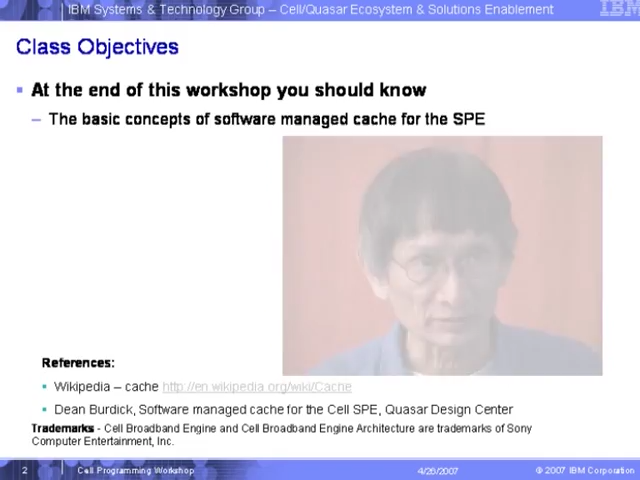 IBM Systems & Technology Group – Cell/Quasar Ecosystem & Solutions Enablement
IBM
Class Objectives
At the end of this workshop you should know
– The basic concepts of software managed cache for the SPE
References:
Wikipedia – cache http://en.wikipedia.org/wiki/Cache
Dean Burdick, Software managed cache for the Cell SPE, Quasar Design Center
Trademarks - Cell Broadband Engine and Cell Broadband Engine Architecture are trademarks of Sony
Computer Entertainment, Inc.
2 Cell Programming Workshop 4/26/2007 © 2007 IBM Corporation